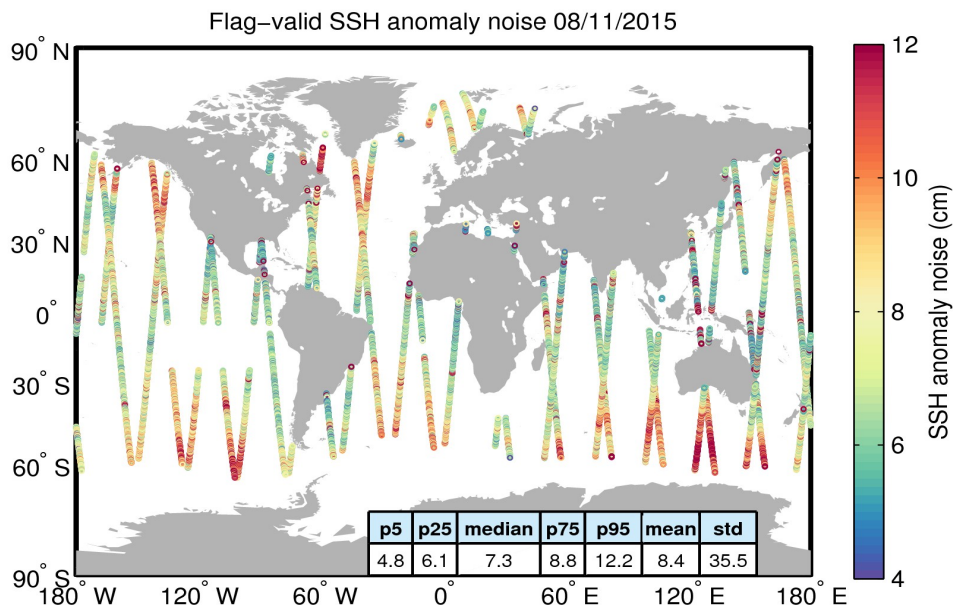 Flag−valid SSH anomaly noise 08/11/2015
90° N
60° N
30° N
0°
30° S
60° S
90° S
180° W 120° W 60° W 0° 60° E 120° E 180° E
p5 p25 median p75 p95 mean std
4.8 6.1 7.3 8.8 12.2 8.4 35.5
12
10
8
6
4
SSH anomaly noise (cm)